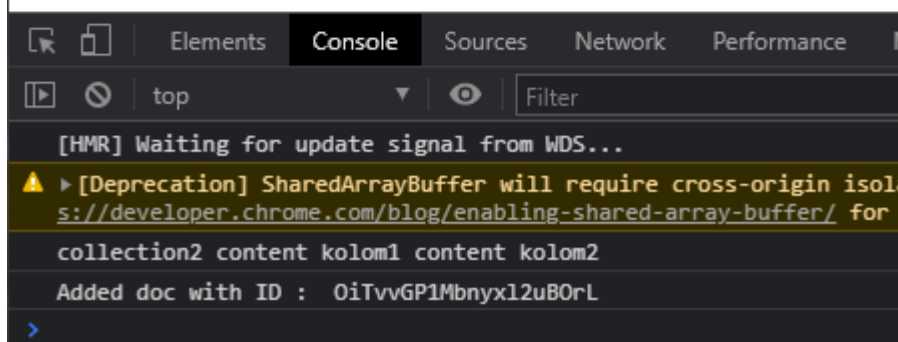 Elements Console Sources Network Performance
top Filter
[HMR] Waiting for update signal from WDS...
[Deprecation] SharedArrayBuffer will require cross-origin
s://developer.chrome.com/blog/enabling-shared-array-buffer/ for
collection2 content kolom1 content kolom2
Added doc with ID : OiTvvGP1Mbnyxl2uBOrL